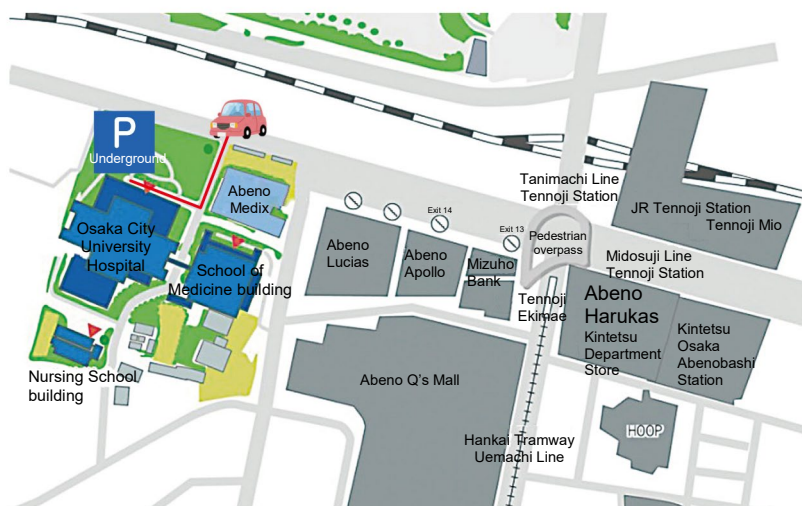 P
Underground
Abeno
Medix
Osaka City
University
Hospital
School of
Medicine building
Nursing School
building
Abeno
Lucias
Exit 14
Abeno
Apollo
Exit 13
Mizuho
Bank
Tanimachi Line
Tennoji Station
Pedestrian
overpass
JR Tennoji Station
Tennoji Mio
Midosuji Line
Tennoji Station
Tennoji
Ekimae
Abeno
Harukas
Kintetsu
Department
Store
Kintetsu
Osaka
Abenobashi
Station
Abeno Q's Mall
Hankai Tramway
Uemachi Line
HOOP